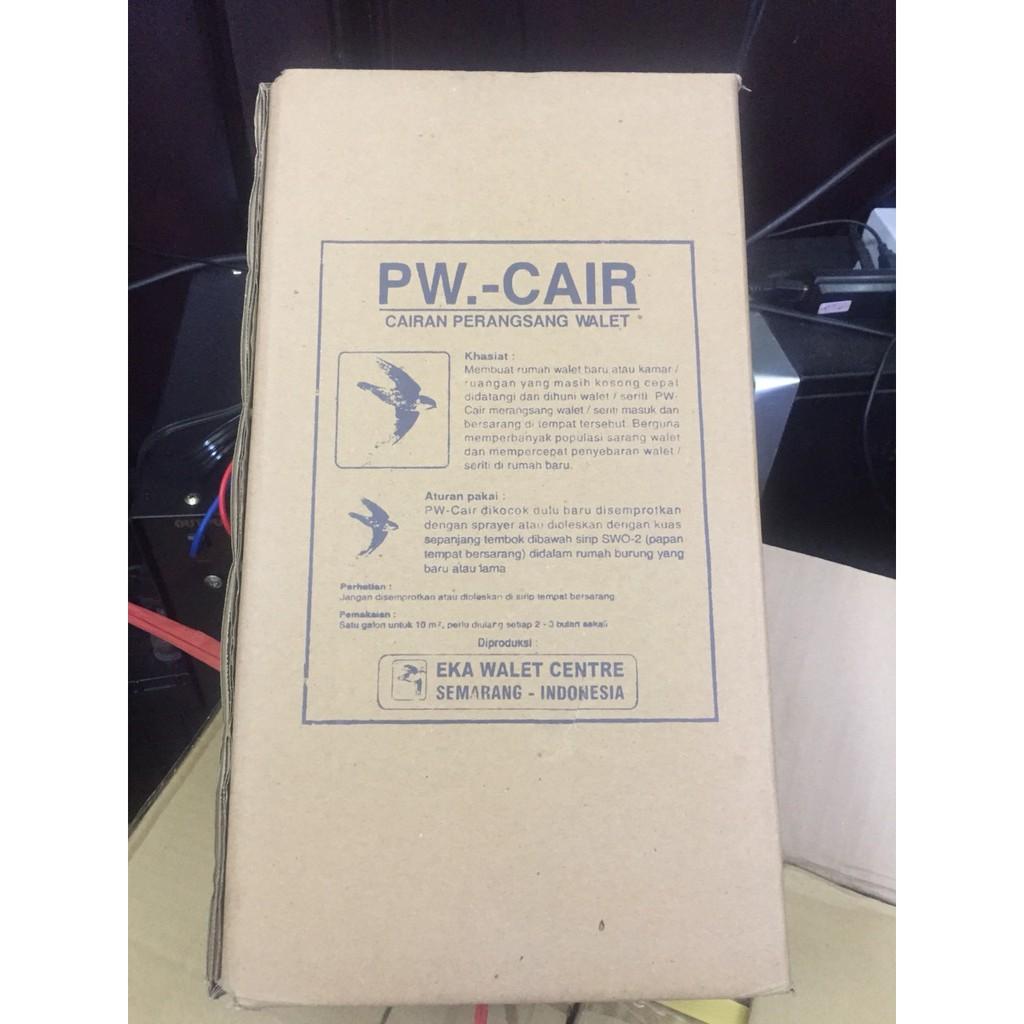 PW.-CAIR
CAIRAN PERANGSANG WALET
Khasiat :
Membuat rumah walet baru atau kamar /
ruangan yang masih kosong cepat
didatangi dan dihuni walet / seriti. PW-
Cair merangsang walet / seriti masuk dan
bersarang di tempat tersebut. Berguna
memperbanyak populasi sarang walet
dan mempercepat penyebaran walet /
seriti di rumah baru.
Aturan pakai :
PW-Cair dikocok dulu baru disemprotkan
dengan sprayer atau dioleskan dengan kuas
sepanjang tembok dibawah sirip SWO-2 (papan
tempat bersarang) didalam rumah burung yang
baru atau lama
Perhatian :
Jangan disemprotkan atau dioleskan di sirip tempat bersarang.
Pemakaian :
Satu galon untuk 10 m², perlu diulang setiap 2 - 3 bulan sekali
Diproduksi :
EKA WALET CENTRE
SEMARANG - INDONESIA